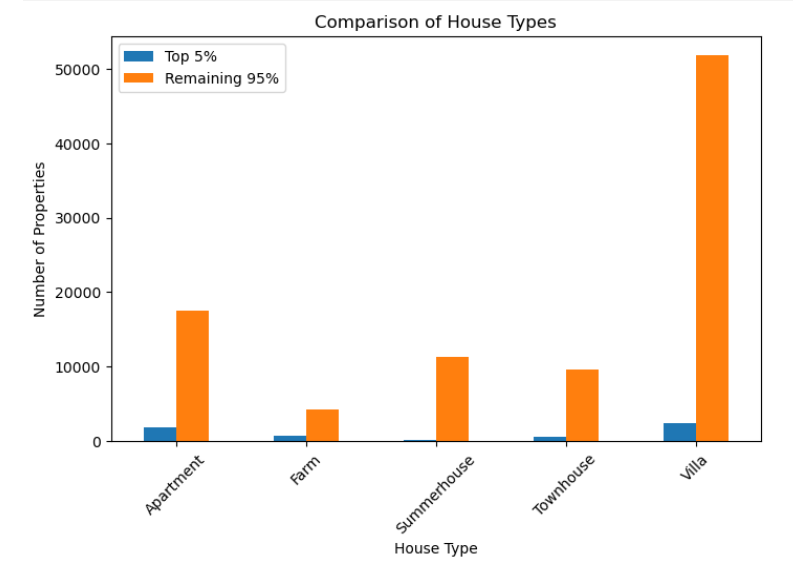 Comparison of House Types
Top 5%
Remaining 95%
Number of Properties
50000
40000
30000
20000
10000
0
Apartment
Farm
Summerhouse
Townhouse
Villa
House Type